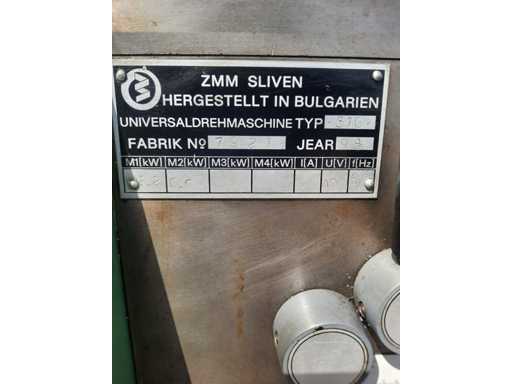 ZMM SLIVEN
HERGESTELLT IN BULGARIEN
UNIVERSALDREHMASCHINE TYP
FABRIK No JEAR 98
M1[kW] M2[kW] M3[kW] M4[kW] I[A] U[V] f[Hz]